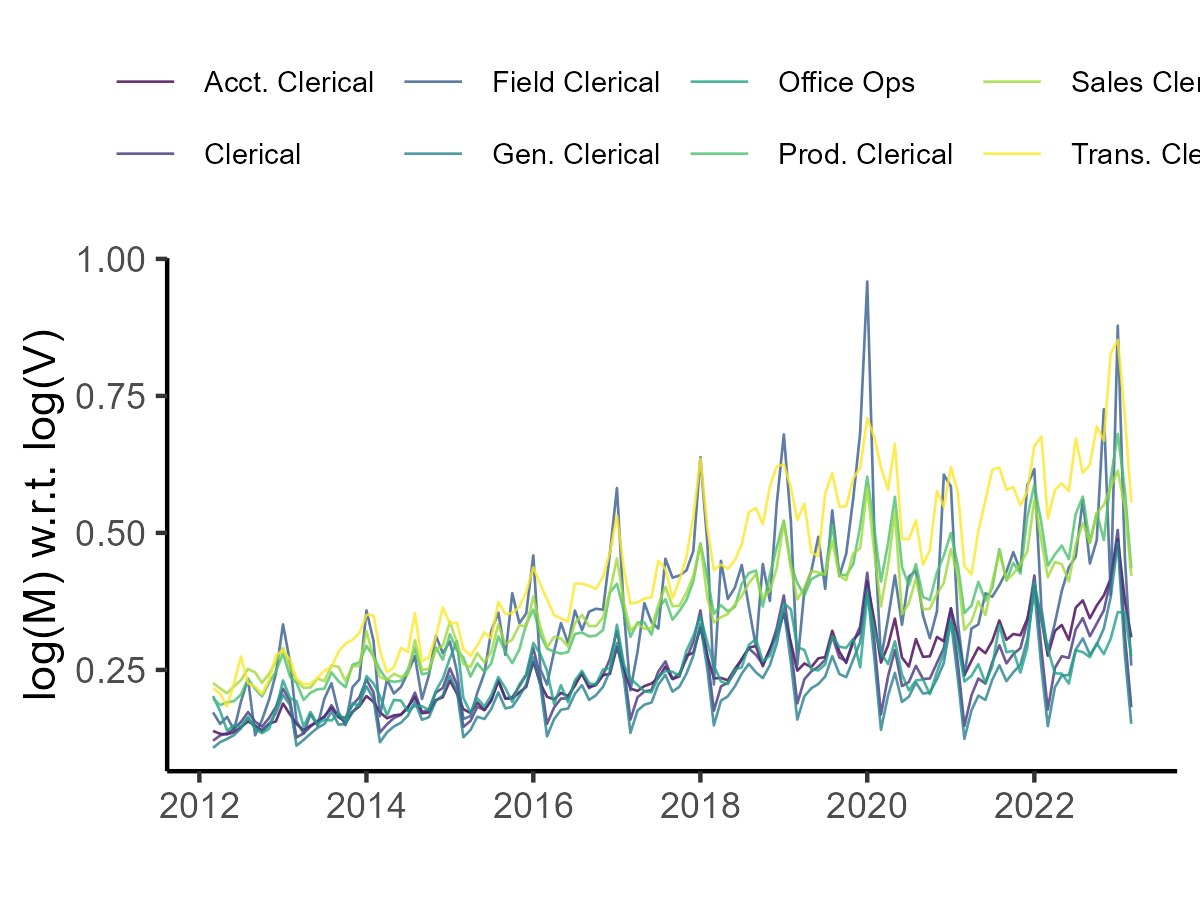 Acct. Clerical Field Clerical Office Ops Sales Cler
Clerical Gen. Clerical Prod. Clerical Trans. Cle
log(M) w.r.t. log(V)
1.00
0.75
0.50
0.25
2012 2014 2016 2018 2020 2022